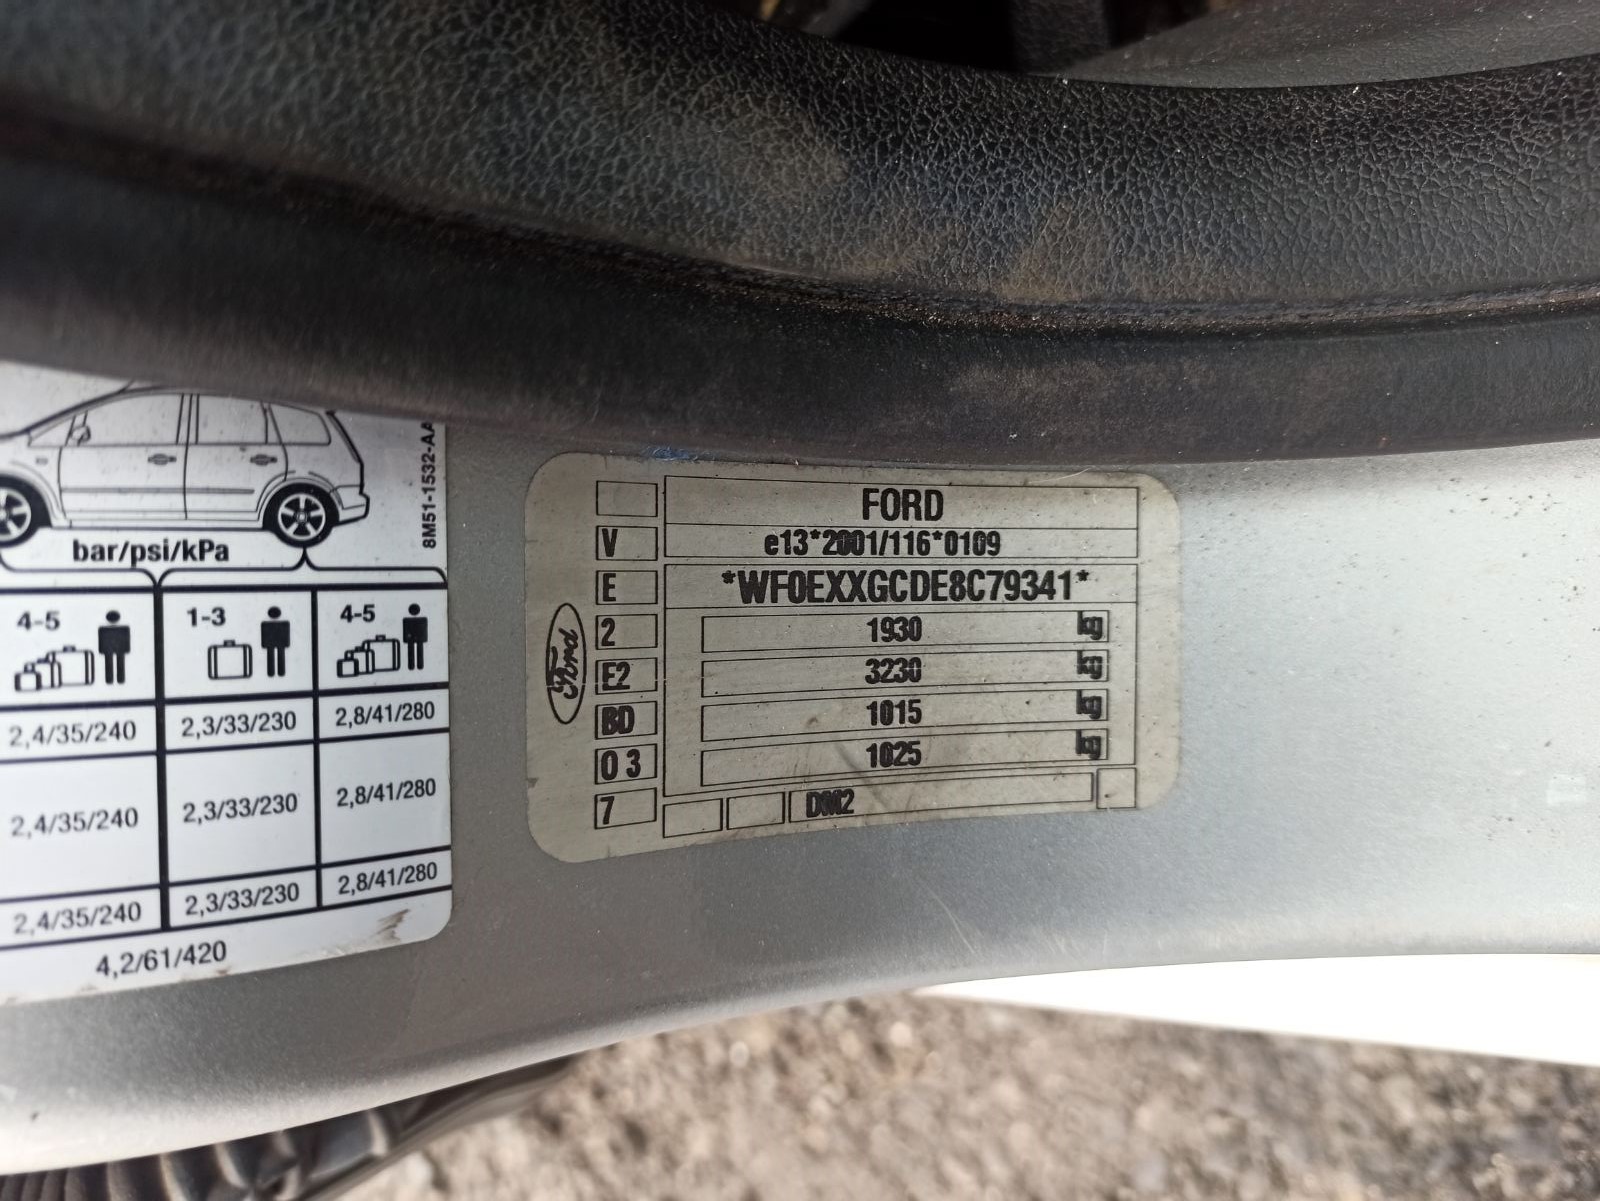 8M51-1532-AA
bar/psi/kPa
4-5 1-3 4-5
2,4/35/240 2,3/33/230 2,8/41/280
2,4/35/240 2,3/33/230 2,8/41/280
2,4/35/240 2,3/33/230 2,8/41/280
4,2/61/420
Ford
FORD
V e13*2001/116*0109
E *WF0EXXGCDE8C79341*
2 1930 kg
E2 3230 kg
BD 1015 kg
O 3 1025 kg
7 DM2